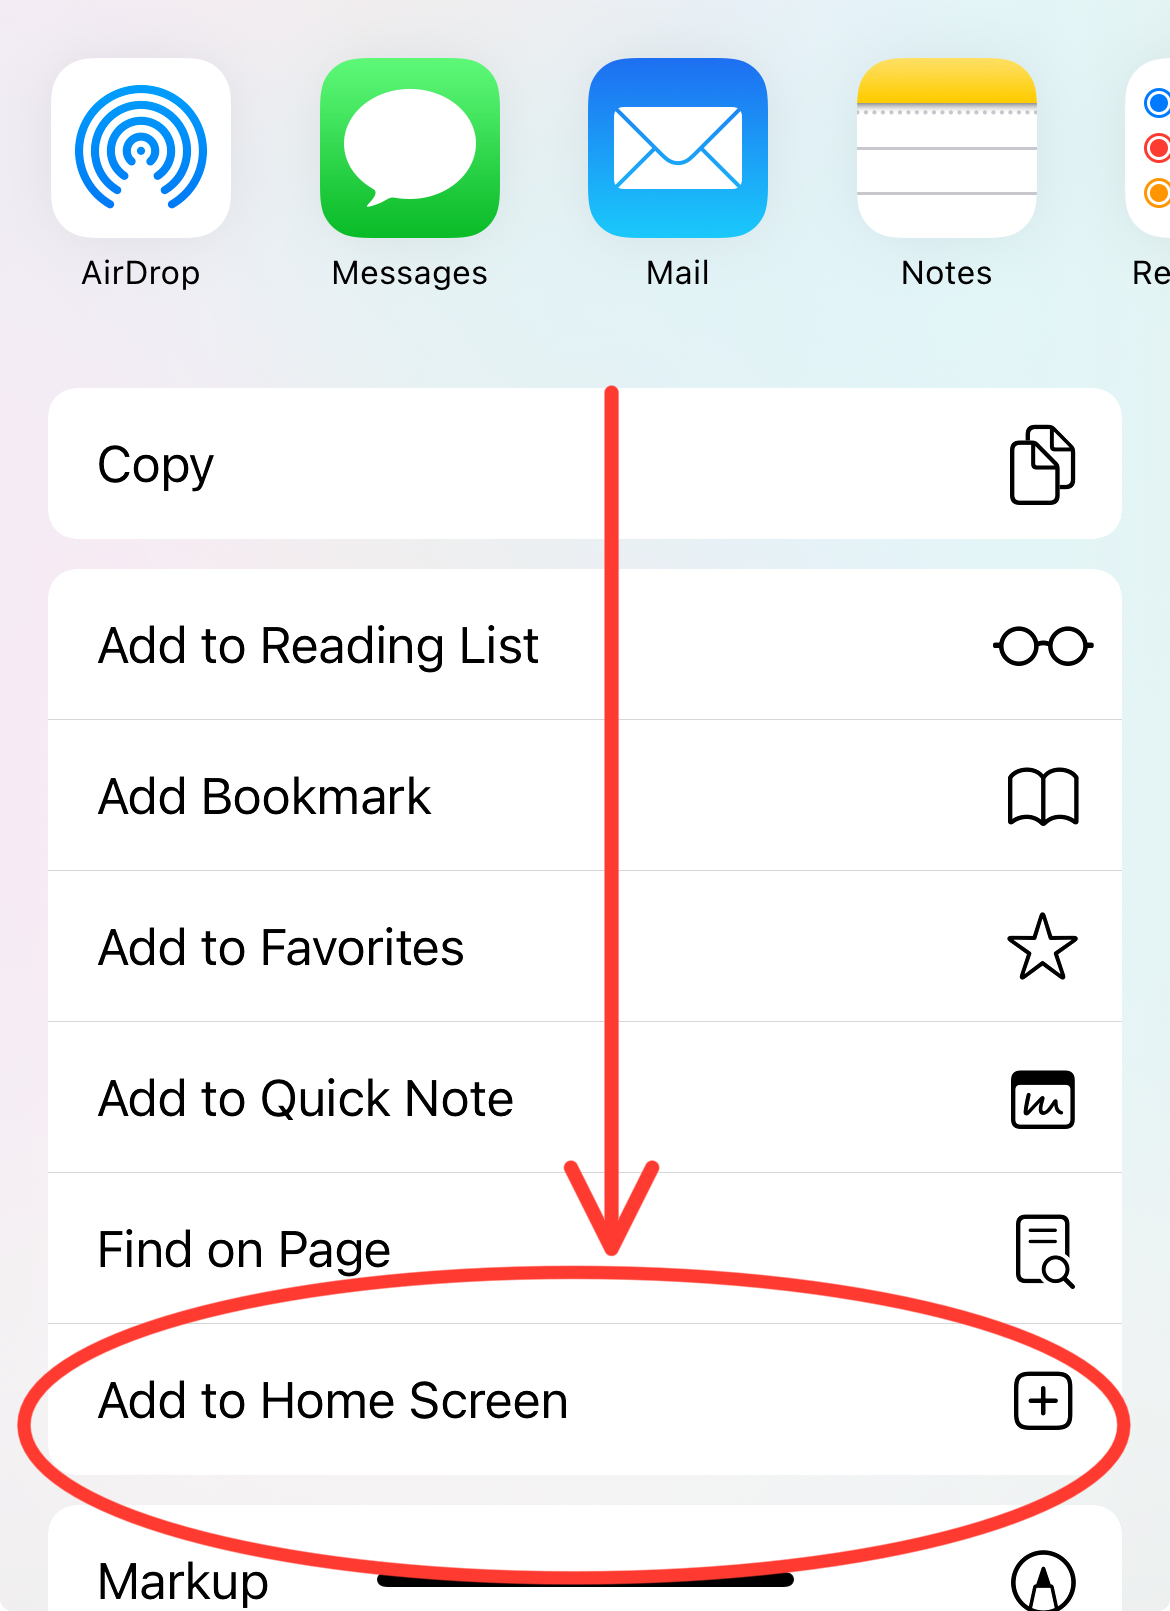 AirDrop Messages Mail Notes Re
Copy
Add to Reading List
Add Bookmark
Add to Favorites
Add to Quick Note
Find on Page
Add to Home Screen
Markup